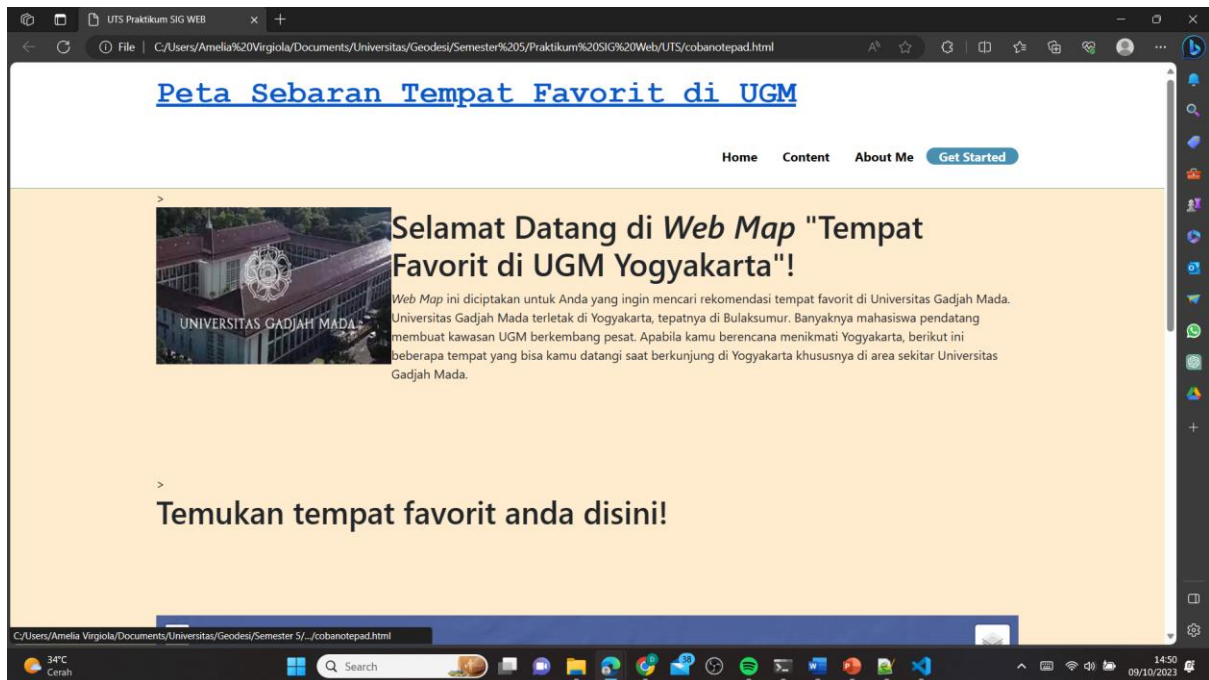 UTS Praktikum SIG WEB
File | C:/Users/Amelia%20Virgiola/Documents/Universitas/Geodesi/Semester%205/Praktikum%20SIG%20Web/UTS/cobanotepad.html
Peta Sebaran Tempat Favorit di UGM
Home Content About Me Get Started
>
Selamat Datang di Web Map "Tempat
Favorit di UGM Yogyakarta"!
UNIVERSITAS GADJAH MADA
Web Map ini diciptakan untuk Anda yang ingin mencari rekomendasi tempat favorit di Universitas Gadjah Mada.
Universitas Gadjah Mada terletak di Yogyakarta, tepatnya di Bulaksumur. Banyaknya mahasiswa pendatang
membuat kawasan UGM berkembang pesat. Apabila kamu berencana menikmati Yogyakarta, berikut ini
beberapa tempat yang bisa kamu datangi saat berkunjung di Yogyakarta khususnya di area sekitar Universitas
Gadjah Mada.
>
Temukan tempat favorit anda disini!
C:/Users/Amelia Virgiola/Documents/Universitas/Geodesi/Semester 5/.../cobanotepad.html
34°C
Cerah
Search
38
14:50
09/10/2023